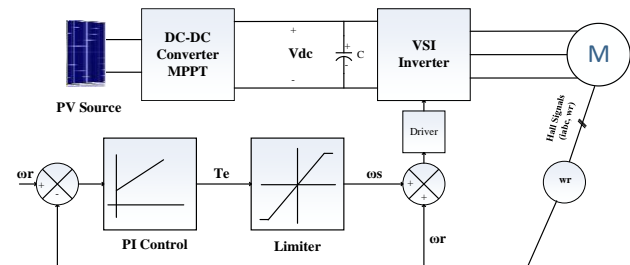 DC-DC
Converter
MPPT
+
Vdc
-
+
-
C
VSI
Inverter
M
PV Source
Hall Signals
(iabc, wr)
Driver
ωr
+
-
PI Control
Te
Limiter
ωs
+
+
ωr
wr